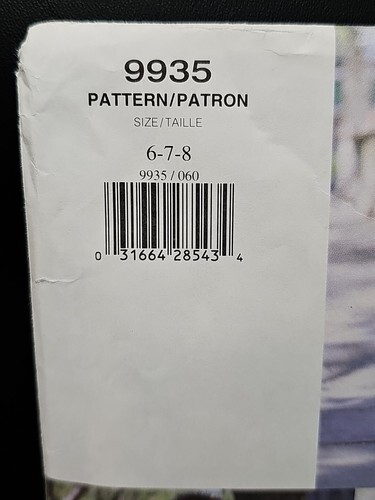 9935
PATTERN/PATRON
SIZE/TAILLE
6-7-8
9935/060
0 31664 28543 4